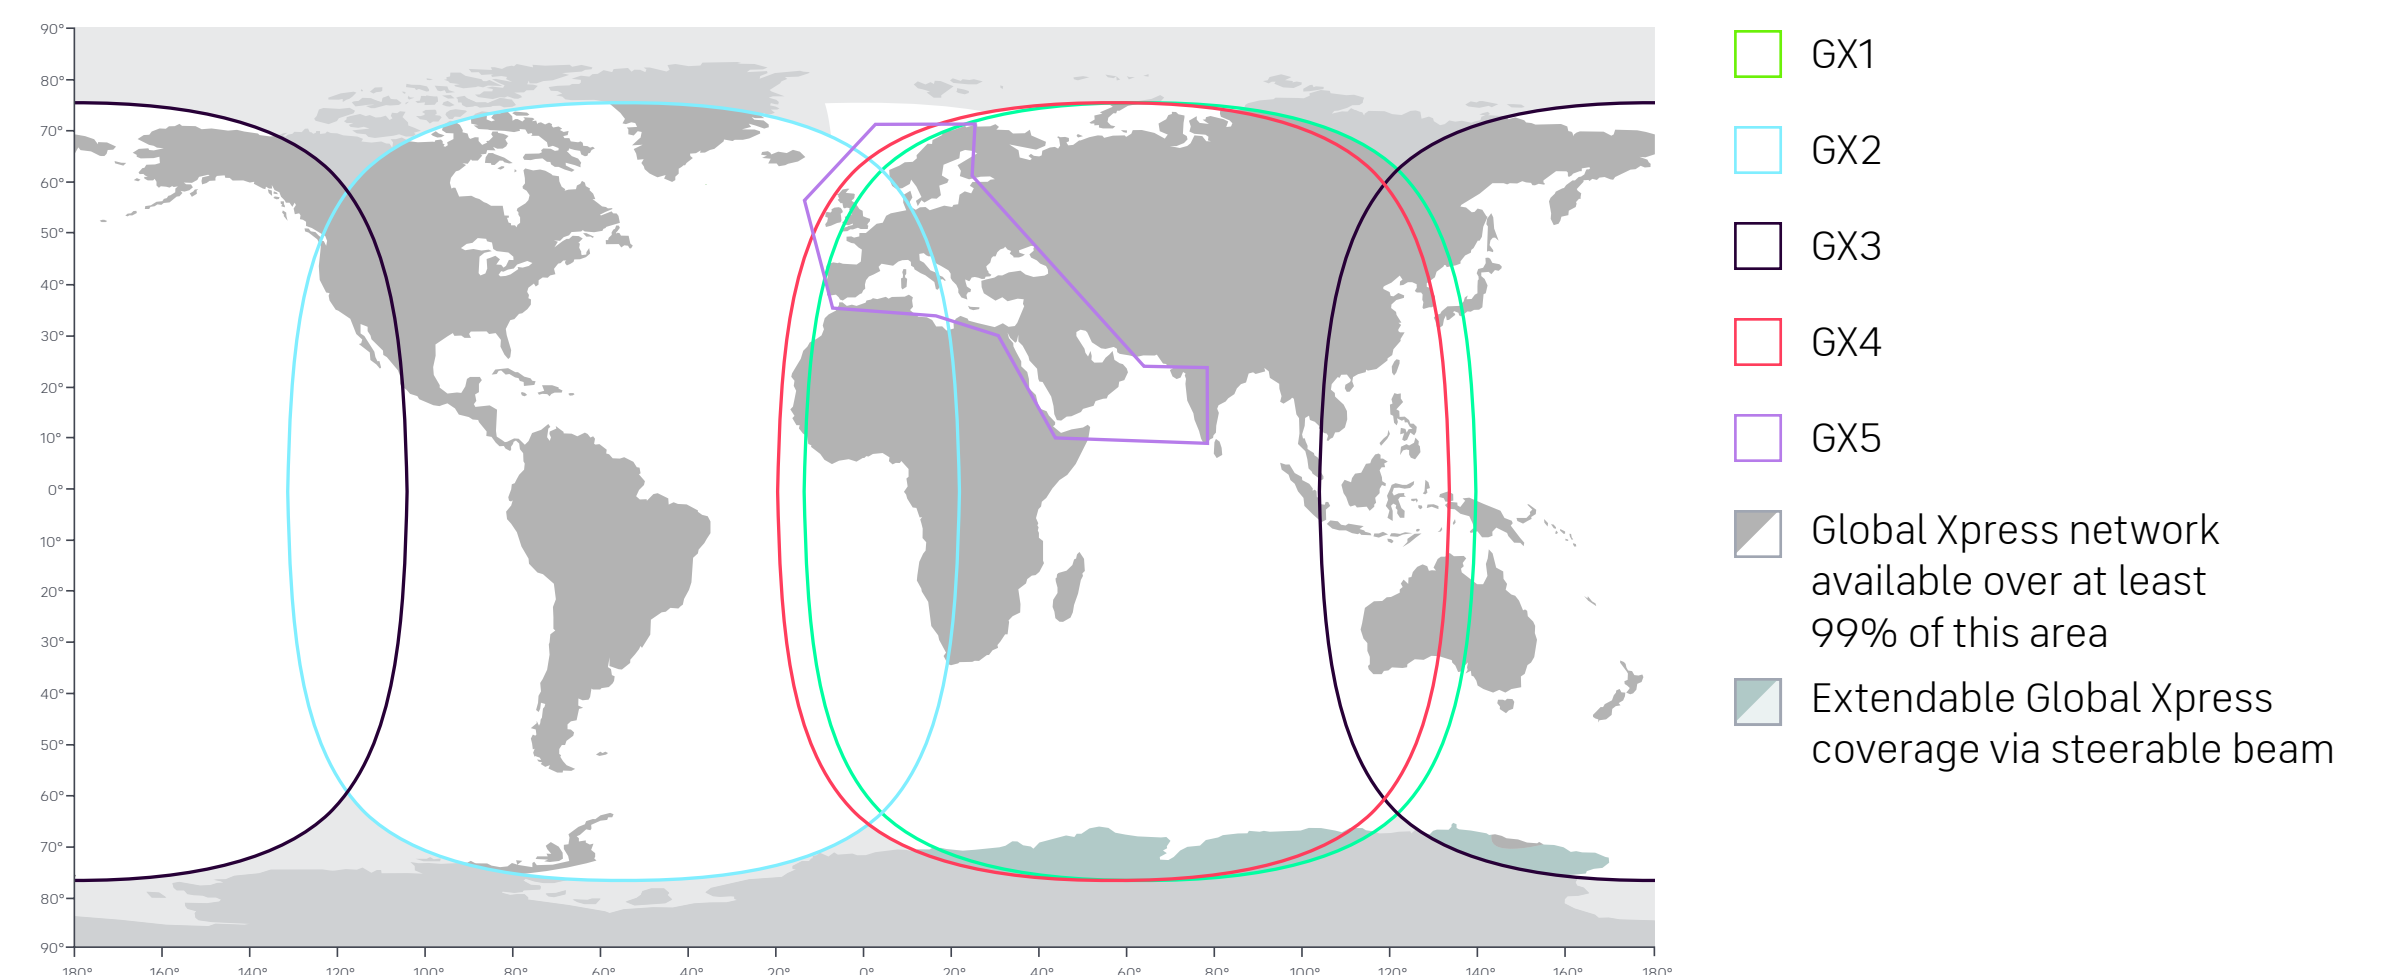 90°
80°
70°
60°
50°
40°
30°
20°
10°
0°
10°
20°
30°
40°
50°
60°
70°
80°
90°
180° 160° 140° 120° 100° 80° 60° 40° 20° 0° 20° 40° 60° 80° 100° 120° 140° 160° 180°
GX1
GX2
GX3
GX4
GX5
Global Xpress network
available over at least
99% of this area
Extendable Global Xpress
coverage via steerable beam